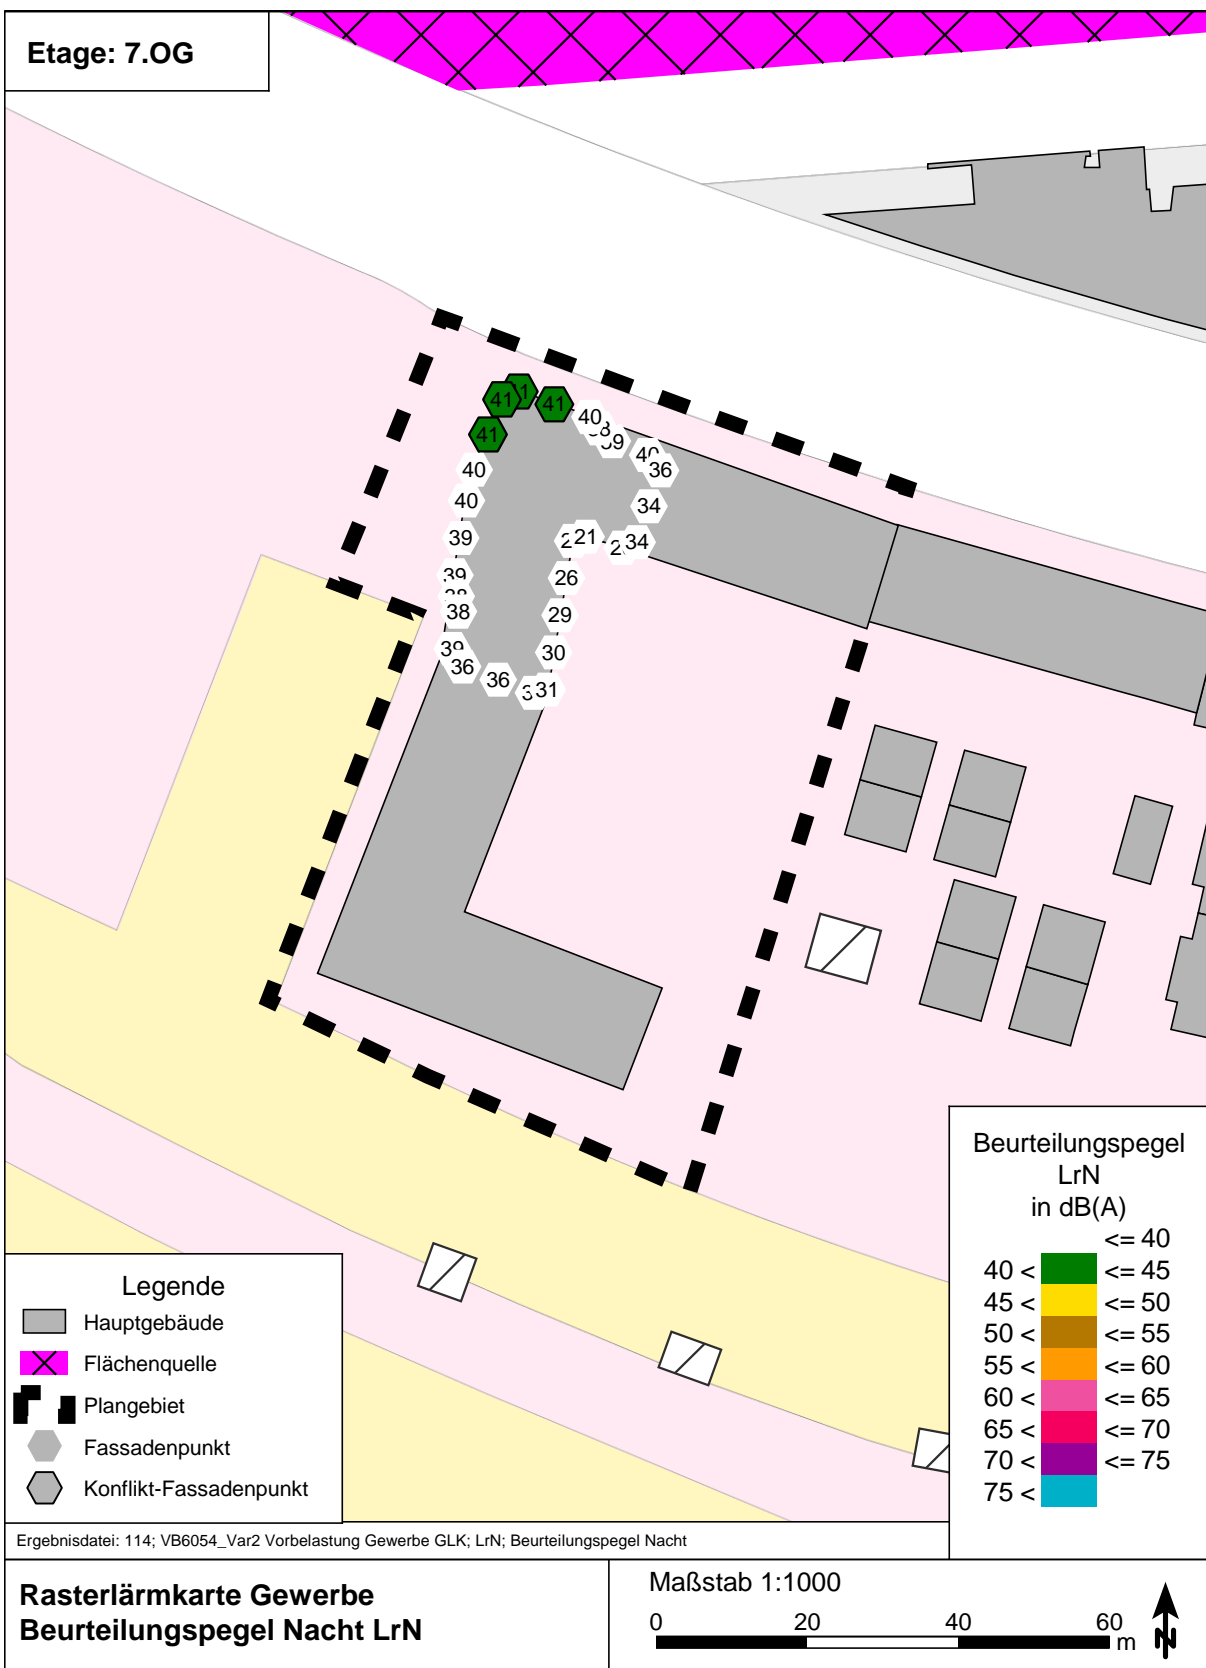 Etage: 7.OG
41
41
41
40
39
40
36
40
34
40
21
34
39
26
39
38
29
39
30
36
36
31
Beurteilungspegel
LrN
in dB(A)
<= 40
40 < <= 45
45 < <= 50
50 < <= 55
55 < <= 60
60 < <= 65
65 < <= 70
70 < <= 75
75 <
Legende
Hauptgebäude
Flächenquelle
Plangebiet
Fassadenpunkt
Konflikt-Fassadenpunkt
Ergebnisdatei: 114; VB6054_Var2 Vorbelastung Gewerbe GLK; LrN; Beurteilungspegel Nacht
Rasterlärmkarte Gewerbe
Beurteilungspegel Nacht LrN
Maßstab 1:1000
0 20 40 60
m
N